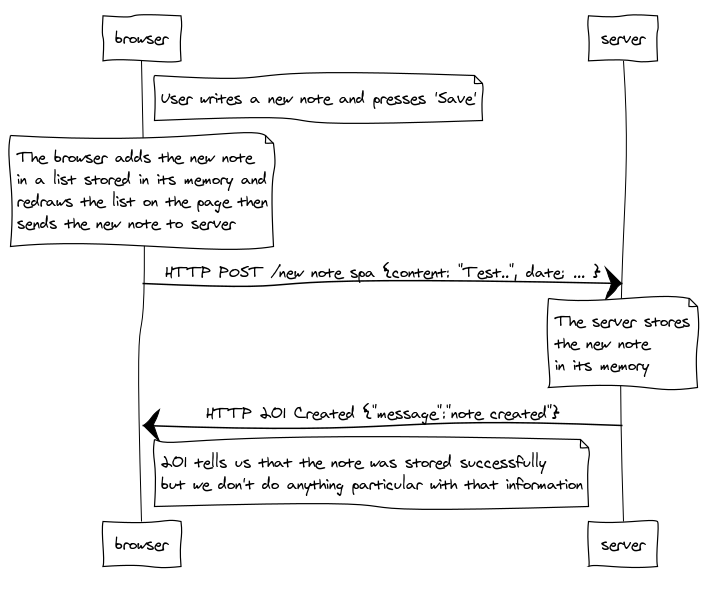 browser
server
User writes a new note and presses 'Save'
The browser adds the new note
in a list stored in its memory and
redraws the list on the page then
sends the new note to server
HTTP POST /new note spa {content: "Test..", date: ... }
The server stores
the new note
in its memory
HTTP 201 Created {"message":"note created"}
201 tells us that the note was stored successfully
but we don't do anything particular with that information
browser
server